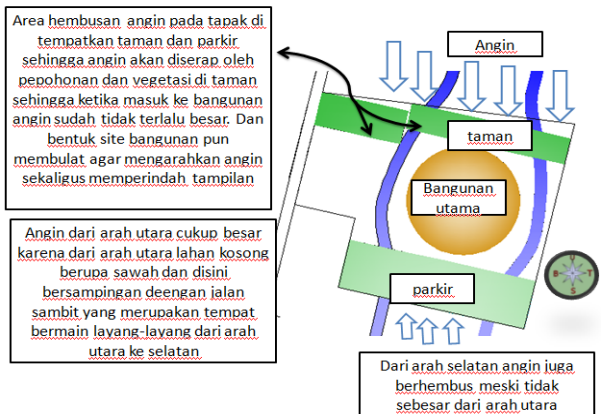 Area hembusan angin pada tapak di
tempatkan taman dan parkir
sehingga angin akan diserap oleh
pepohonan dan vegetasi di taman
sehingga ketika masuk ke bangunan
angin sudah tidak terlalu besar. Dan
bentuk site bangunan pun
membulat agar mengarahkan angin
sekaligus memperindah tampilan
Angin
taman
Bangunan
utama
parkir
U
B
T
S
Angin dari arah utara cukup besar
karena dari arah utara lahan kosong
berupa sawah dan disini
bersampingan deengan jalan
sambit yang merupakan tempat
bermain layang-layang dari arah
utara ke selatan
Dari arah selatan angin juga
berhembus meski tidak
sebesar dari arah utara